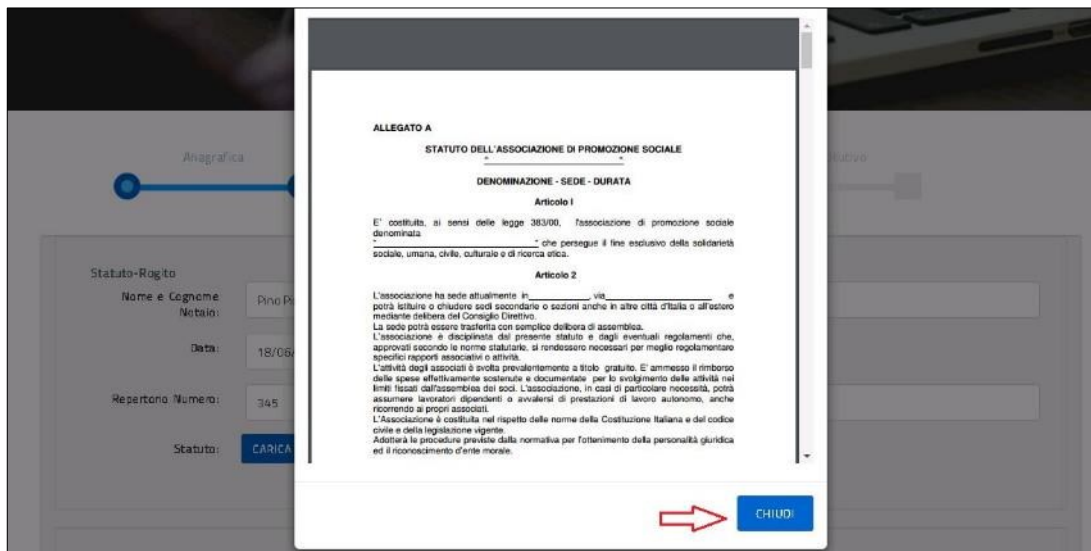 ALLEGATO A
STATUTO DELL'ASSOCIAZIONE DI PROMOZIONE SOCIALE
"_________________________"
DENOMINAZIONE - SEDE - DURATA
Articolo I
E' costituita, ai sensi delle legge 383/00, l'associazione di promozione sociale
denominata
"_________________________" che persegue il fine esclusivo della solidarietà
sociale, umana, civile, culturale e di ricerca etica.
Articolo 2
L'associazione ha sede attualmente in______________, via_________________ e
potrà istituire o chiudere sedi secondarie o sezioni anche in altre città d'Italia o all'estero
mediante delibera del Consiglio Direttivo.
La sede potrà essere trasferita con semplice delibera di assemblea.
L'associazione è disciplinata dal presente statuto e dagli eventuali regolamenti che,
approvati secondo le norme statutarie, si rendessero necessari per meglio regolamentare
specifici rapporti associativi o attività.
L'attività degli associati è svolta prevalentemente a titolo gratuito. E' ammesso il rimborso
delle spese effettivamente sostenute e documentate per lo svolgimento delle attività nei
limiti fissati dall'assemblea dei soci. L'associazione, in casi di particolare necessità, potrà
assumere lavoratori dipendenti o avvalersi di prestazioni di lavoro autonomo, anche
ricorrendo ai propri associati.
L'Associazione è costituita nel rispetto delle norme della Costituzione Italiana e del codice
civile e della legislazione vigente.
Adotterà le procedure previste dalla normativa per l'ottenimento della personalità giuridica
ed il riconoscimento d'ente morale.
CHIUDI
Anagrafica
Statuto-Rogito
Nome e Cognome
Notaio:
Pino
Data:
18/06/
Repertorio Numero:
345
Statuto:
CARICA